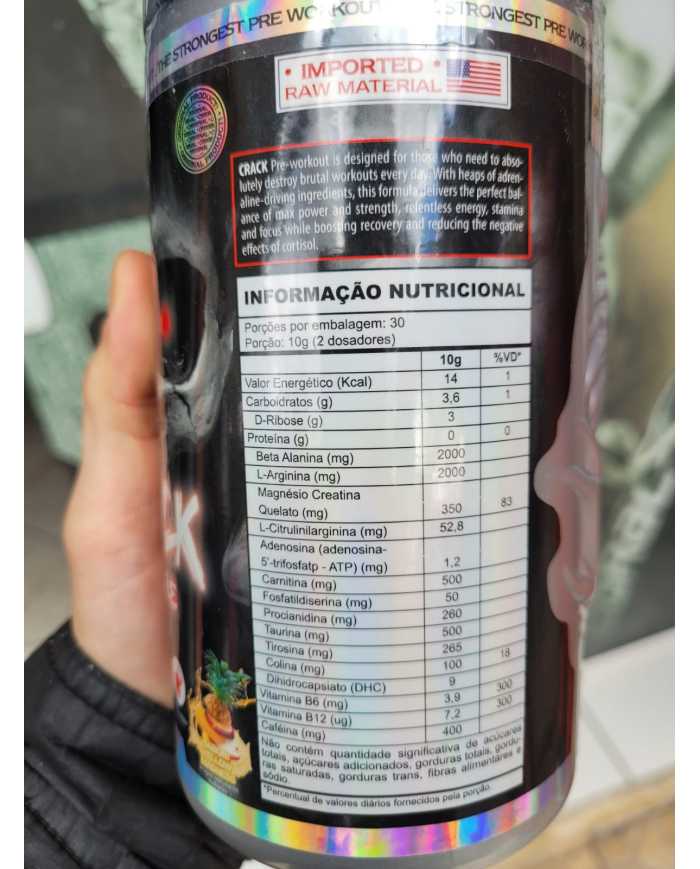 THE STRONGEST PRE WORKOUT
STRONGEST PRE WOR
• IMPORTED •
RAW MATERIAL
CRACK Pre-workout is designed for those who need to abso-
lutely destroy brutal workouts every day. With heaps of adren-
aline-driving ingredients, this formula delivers the perfect bal-
ance of max power and strength, relentless energy, stamina
and focus while boosting recovery and reducing the negative
effects of cortisol.
INFORMAÇÃO NUTRICIONAL
Porções por embalagem: 30
Porção: 10g (2 dosadores)
10g %VD*
Valor Energético (Kcal) 14 1
Carboidratos (g) 3,6 1
D-Ribose (g) 3
Proteína (g) 0 0
Beta Alanina (mg) 2000
L-Arginina (mg) 2000
Magnésio Creatina
Quelato (mg) 350 83
L-Citrulinilarginina (mg) 52,8
Adenosina (adenosina-
5'-trifosfatp - ATP) (mg) 1,2
Carnitina (mg) 500
Fosfatildiserina (mg) 50
Procianidina (mg) 260
Taurina (mg) 500
Tirosina (mg) 265
Colina (mg) 100 18
Dihidrocapsiato (DHC) 9
Vitamina B6 (mg) 3,9 300
Vitamina B12 (ug) 7,2 300
Cafeína (mg) 400
Não contém quantidade significativa de açúcares
totais, açúcares adicionados, gorduras totais, gordu-
ras saturadas, gorduras trans, fibras alimentares e
sódio.
*Percentual de valores diários fornecidos pela porção.